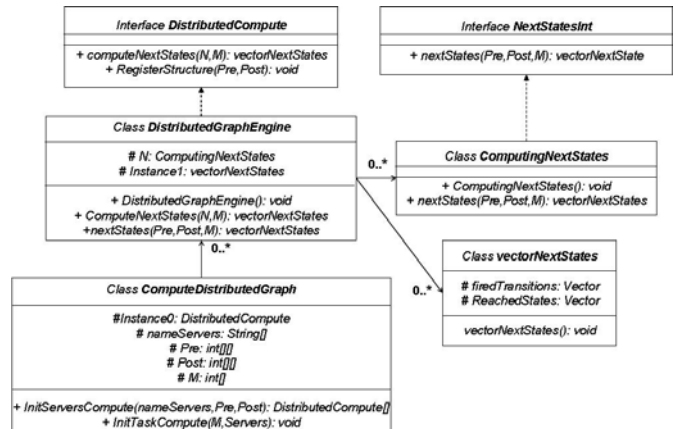 Interface DistributedCompute
+ computeNextStates(N,M): vectorNextStates
+ RegisterStructure(Pre,Post): void
Interface NextStatesInt
+ nextStates(Pre,Post,M): vectorNextState
Class DistributedGraphEngine
# N: ComputingNextStates
# Instance1: vectorNextStates
+ DistributedGraphEngine(): void
+ ComputeNextStates(N,M): vectorNextStates
+nextStates(Pre,Post,M): vectorNextStates
0..*
Class ComputingNextStates
+ ComputingNextStates(): void
+ nextStates(Pre,Post,M): vectorNextStates
0..*
Class vectorNextStates
# firedTransitions: Vector
# ReachedStates: Vector
vectorNextStates(): void
0..*
Class ComputeDistributedGraph
#Instance0: DistributedCompute
# nameServers: String[]
# Pre: int[][]
# Post: int[][]
# M: int[]
+ InitServersCompute(nameServers,Pre,Post): DistributedCompute[]
+ InitTaskCompute(M,Servers): void